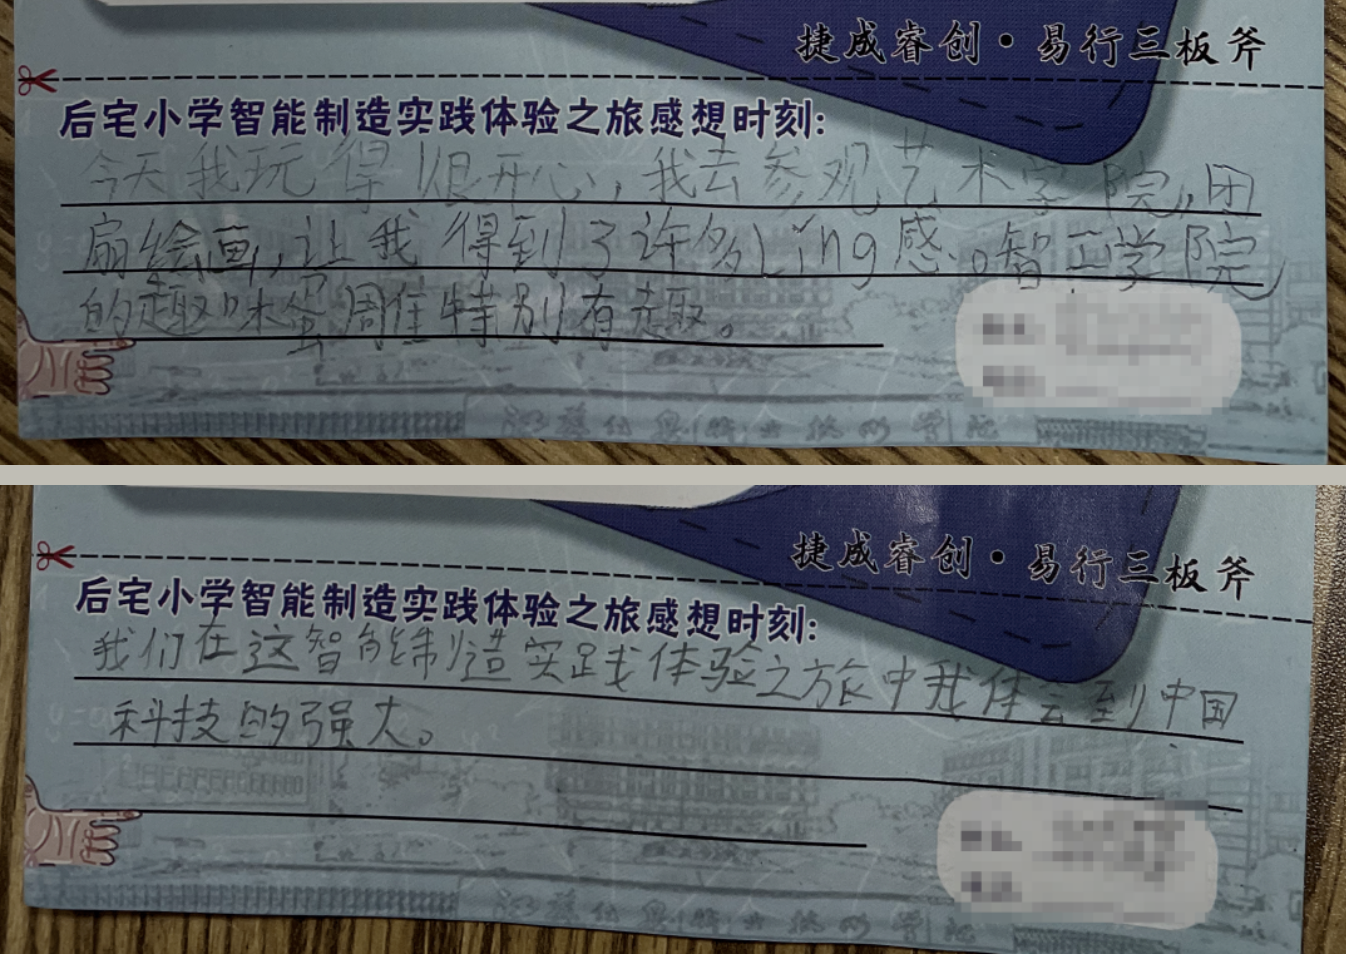 捷成睿创·易行三板斧
后宅小学智能制造实践体验之旅感想时刻:
今天我玩得很开心,我去参观艺术学院,团
扇绘画,让我得到了许多Lǐng感。智工学院
的趣味坐周隹特别有趣。
捷成睿创·易行三板斧
后宅小学智能制造实践体验之旅感想时刻:
我们在这智能制造实践体验之旅中我体会到中国
科技的强大。